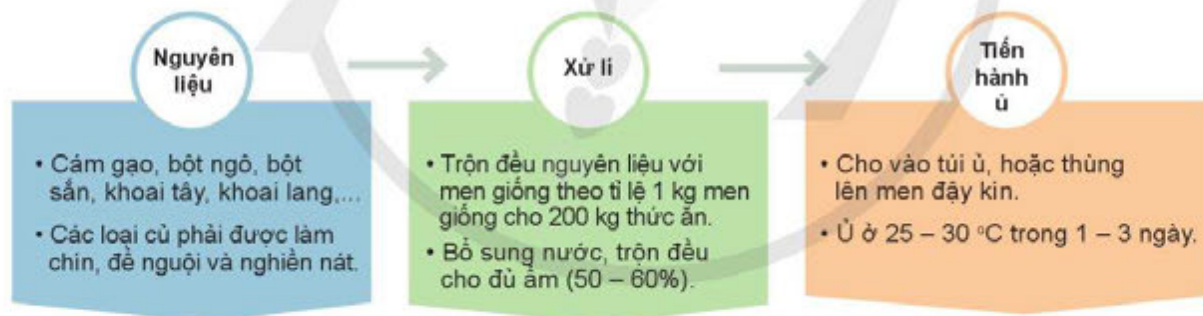 Nguyên
liệu
Xử lí
Tiến
hành
ủ
• Cám gạo, bột ngô, bột
sắn, khoai tây, khoai lang,...
• Các loại củ phải được làm
chín, để nguội và nghiền nát.
• Trộn đều nguyên liệu với
men giống theo tỉ lệ 1 kg men
giống cho 200 kg thức ăn.
• Bổ sung nước, trộn đều
cho đủ ẩm (50 – 60%).
• Cho vào túi ủ, hoặc thùng
lên men đậy kín.
• Ủ ở 25 – 30 °C trong 1 – 3 ngày.